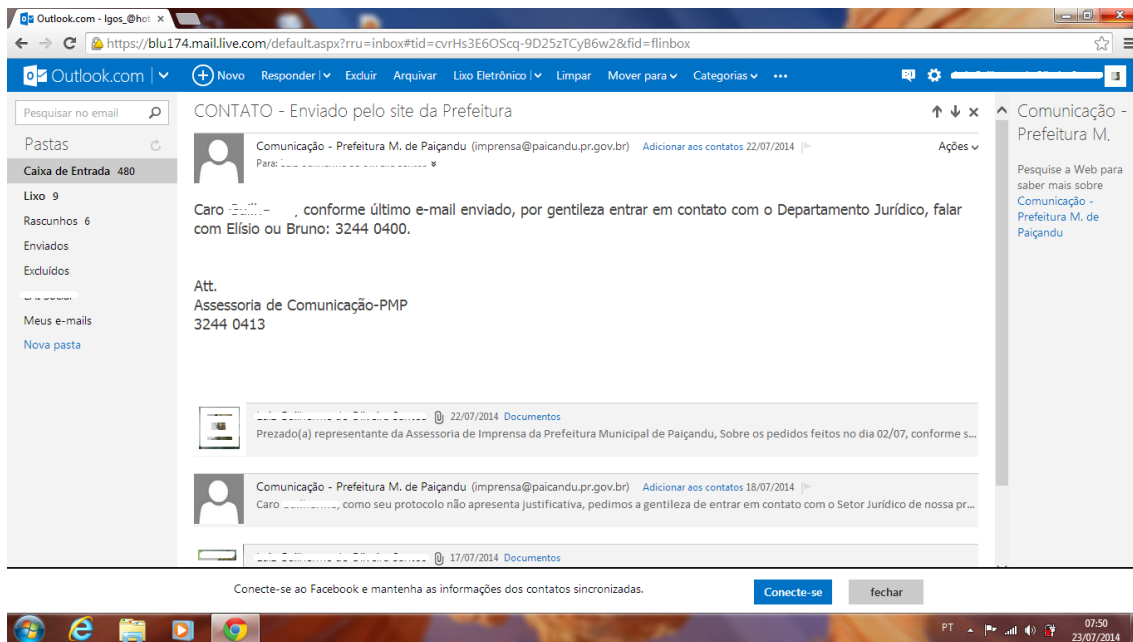 Outlook.com - lgos_@hot
https://blu174.mail.live.com/default.aspx?rru=inbox#tid=cvrHs3E6OScq-9D25zTCyB6w2&fid=flinbox
Outlook.com
Novo Responder Excluir Arquivar Lixo Eletrônico Limpar Mover para Categorias
Pesquisar no email
Pastas
Caixa de Entrada 480
Lixo 9
Rascunhos 6
Enviados
Excluídos
Meus e-mails
Nova pasta
CONTATO - Enviado pelo site da Prefeitura
Comunicação - Prefeitura M. de Paiçandu (imprensa@paicandu.pr.gov.br) Adicionar aos contatos 22/07/2014
Ações
Para:
Caro , conforme último e-mail enviado, por gentileza entrar em contato com o Departamento Jurídico, falar
com Elísio ou Bruno: 3244 0400.
Att.
Assessoria de Comunicação-PMP
3244 0413
22/07/2014 Documentos
Prezado(a) representante da Assessoria de Imprensa da Prefeitura Municipal de Paiçandu, Sobre os pedidos feitos no dia 02/07, conforme s...
Comunicação - Prefeitura M. de Paiçandu (imprensa@paicandu.pr.gov.br) Adicionar aos contatos 18/07/2014
Caro , como seu protocolo não apresenta justificativa, pedimos a gentileza de entrar em contato com o Setor Jurídico de nossa pr...
17/07/2014 Documentos
Comunicação -
Prefeitura M.
Pesquise a Web para
saber mais sobre
Comunicação -
Prefeitura M. de
Paiçandu
Conecte-se ao Facebook e mantenha as informações dos contatos sincronizadas.
Conecte-se
fechar
PT
07:50
23/07/2014